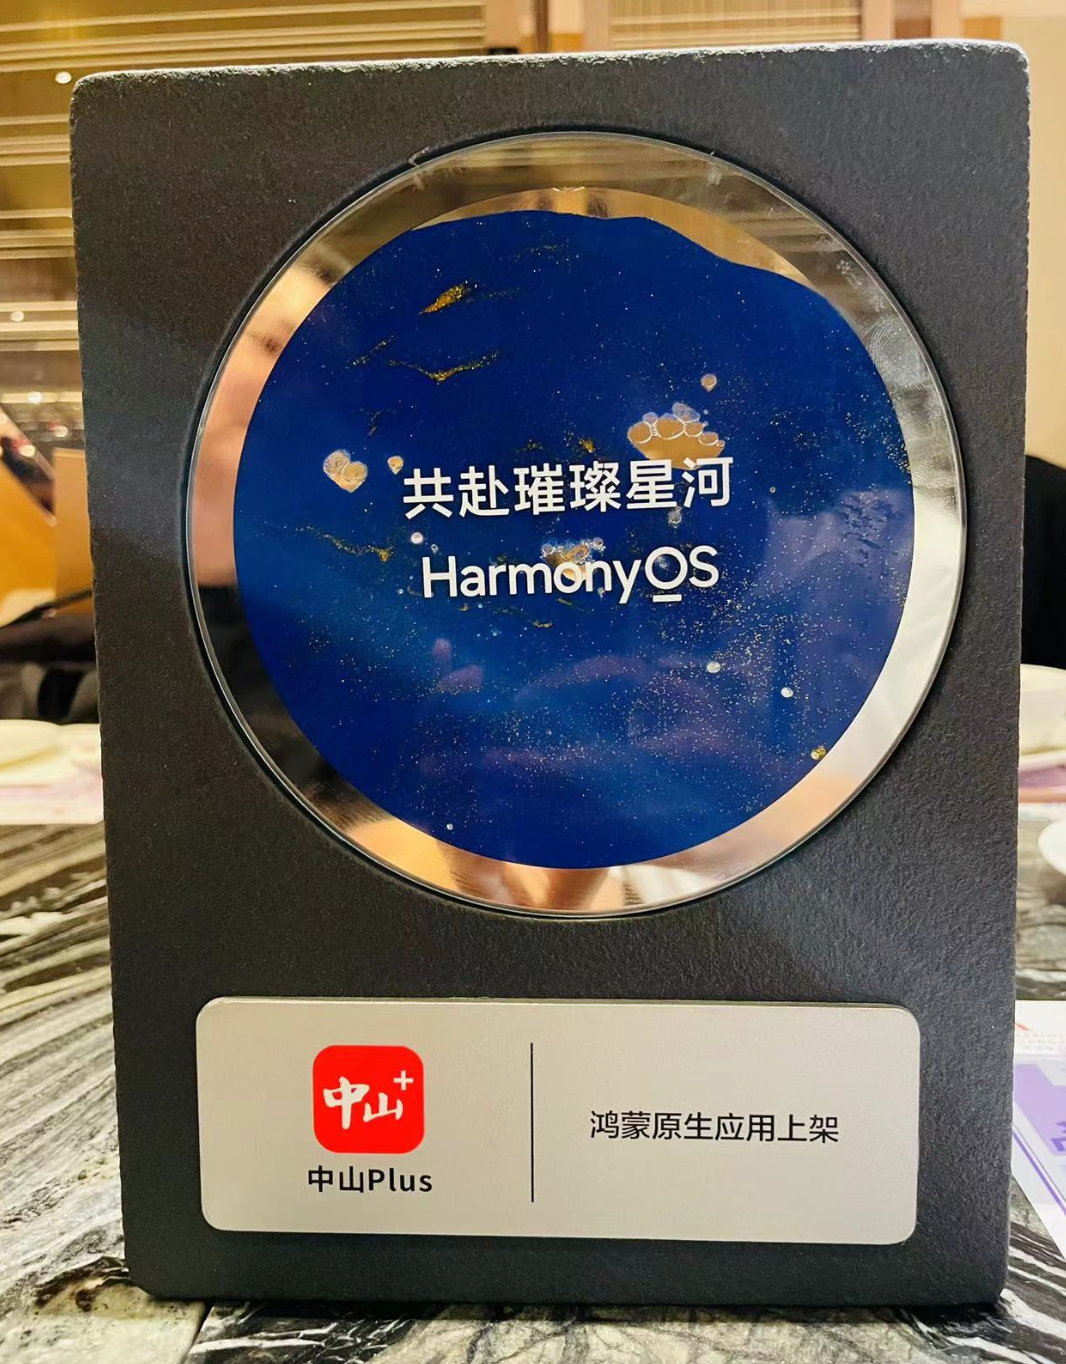 共赴璀璨星河
HarmonyOS
中山+
中山Plus
鸿蒙原生应用上架